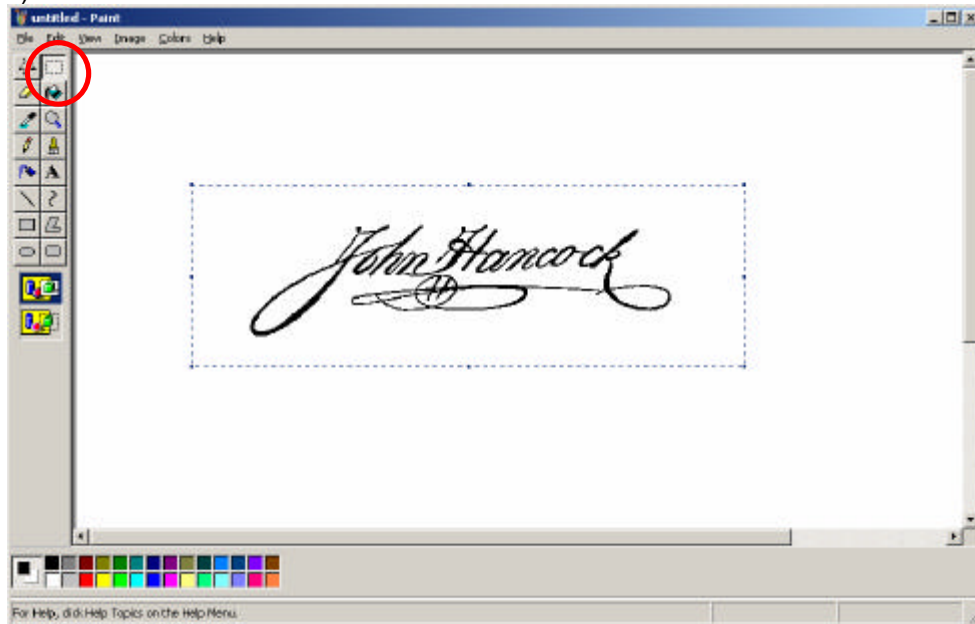 untitled - Paint
File Edit View Image Colors Help
A
John Hancock
H
For Help, click Help Topics on the Help Menu.